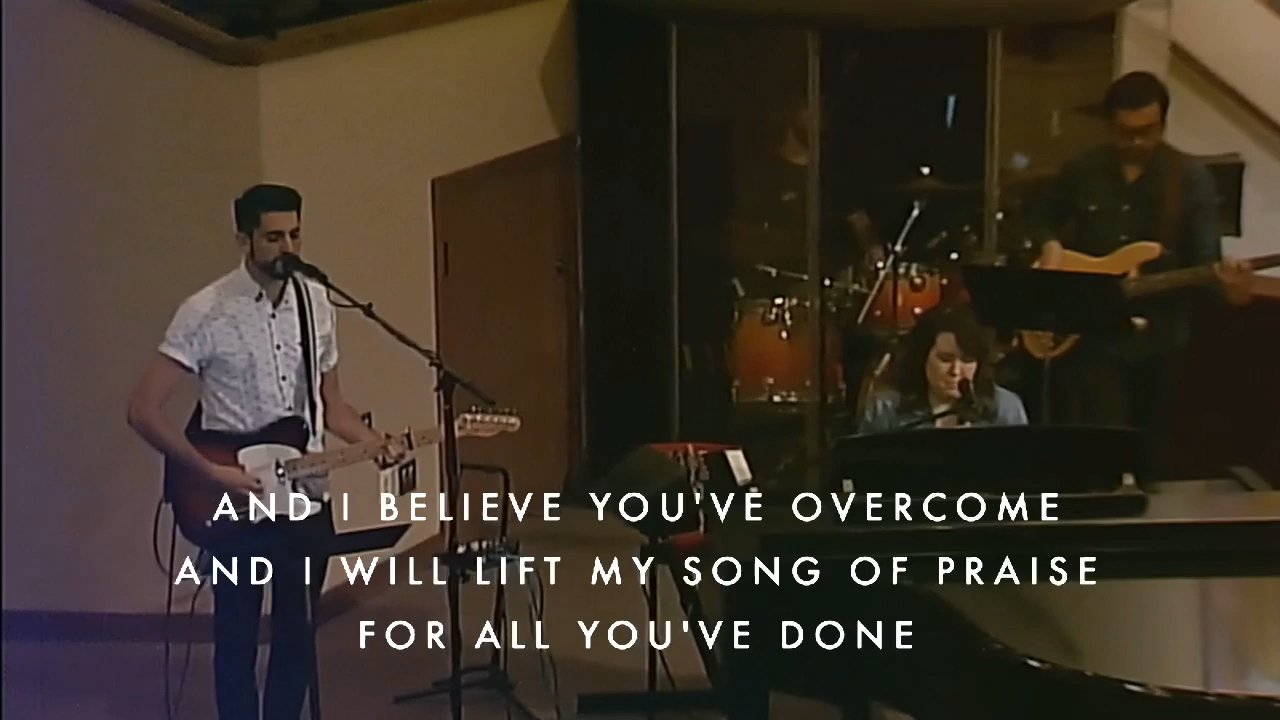 AND I BELIEVE YOU'VE OVERCOME
AND I WILL LIFT MY SONG OF PRAISE
FOR ALL YOU'VE DONE